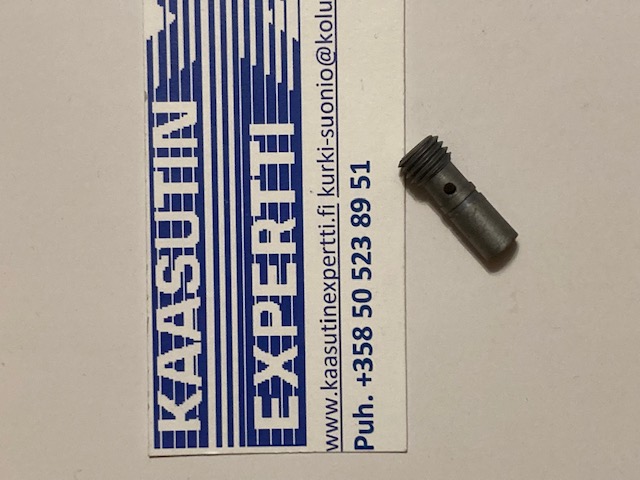 KAASUTIN
EXPERTTI
www.kaasutinexpertti.fi kurki-suonio@kolu
Puh. +358 50 523 89 51